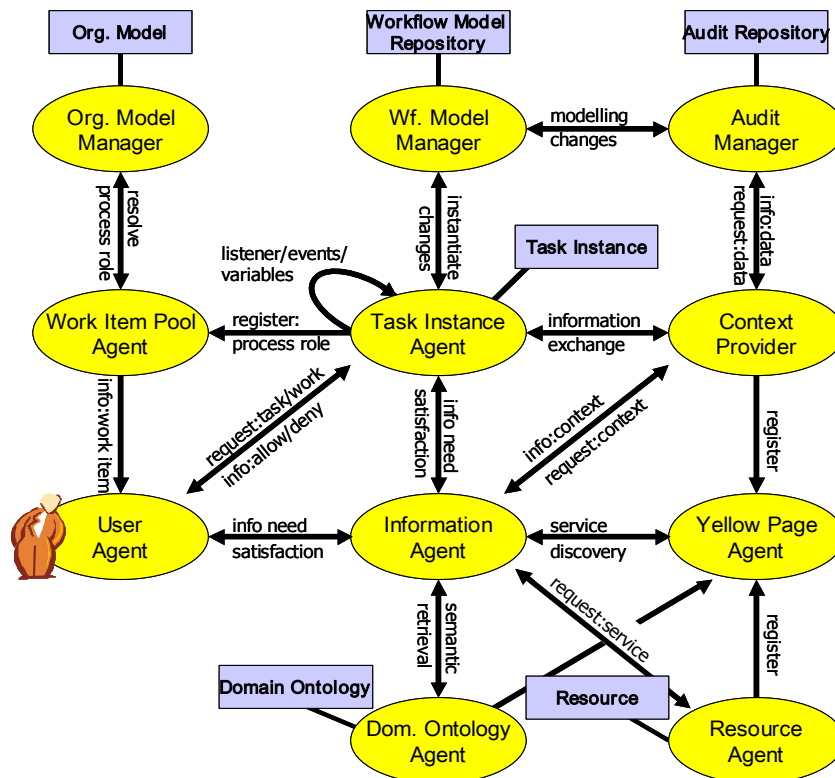 Org. Model
Workflow Model
Repository
Audit Repository
Org. Model
Manager
Wf. Model
Manager
modelling
changes
Audit
Manager
resolve
process role
instantiate
changes
info:data
request:data
listener/events/
variables
Task Instance
Work Item Pool
Agent
register:
process role
Task Instance
Agent
information
exchange
Context
Provider
info:work item
request:task/work
info:allow/deny
info need
satisfaction
info:context
request:context
register
User
Agent
info need
satisfaction
Information
Agent
service
discovery
Yellow Page
Agent
semantic
retrieval
request:service
register
Domain Ontology
Resource
Dom. Ontology
Agent
Resource
Agent